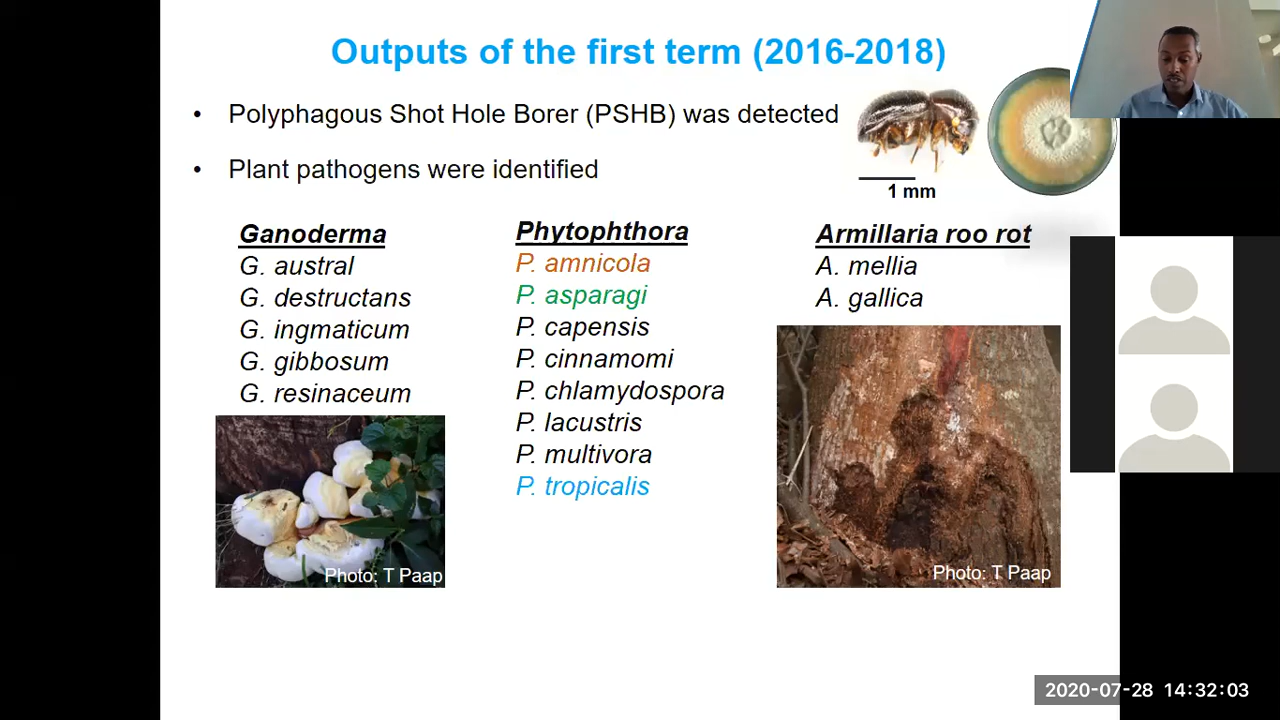 Outputs of the first term (2016-2018)
• Polyphagous Shot Hole Borer (PSHB) was detected
• Plant pathogens were identified
1 mm
Ganoderma
G. austral
G. destructans
G. ingmaticum
G. gibbosum
G. resinaceum
Photo: T Paap
Phytophthora
P. amnicola
P. asparagi
P. capensis
P. cinnamomi
P. chlamydospora
P. lacustris
P. multivora
P. tropicalis
Armillaria roo rot
A. mellia
A. gallica
Photo: T Paap
2020-07-28 14:32:03